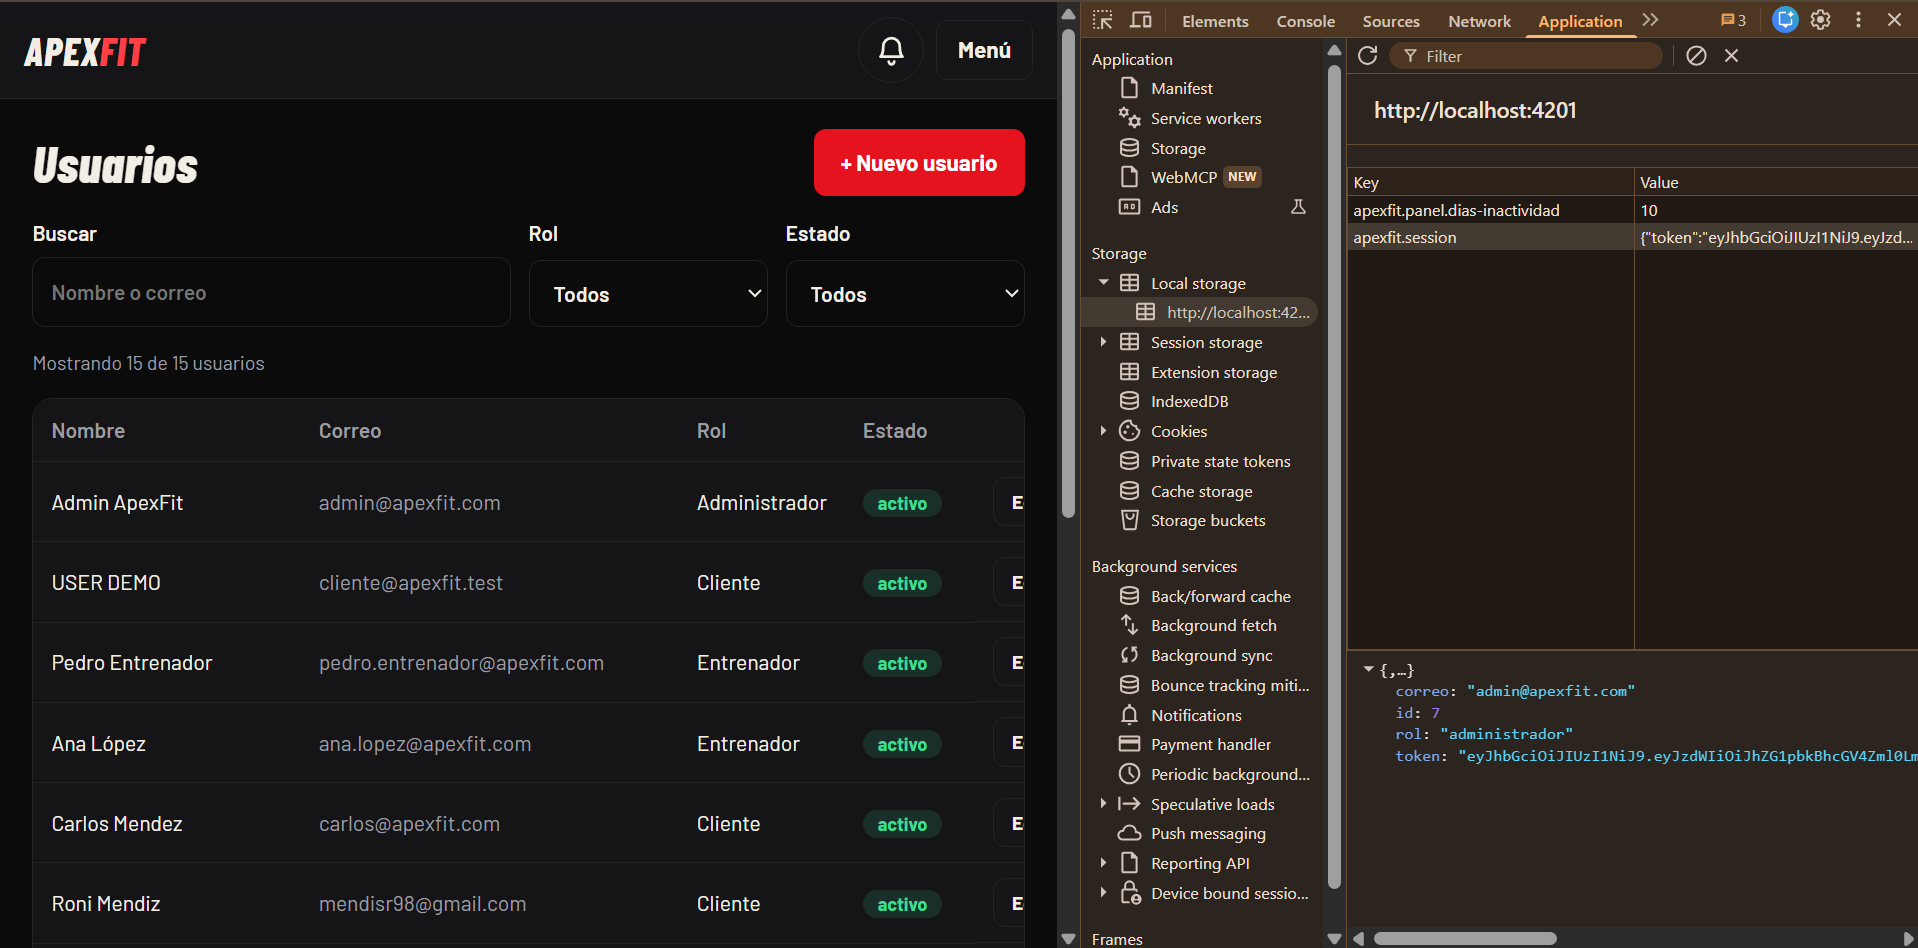 APEXFIT
Menú
Usuarios
+ Nuevo usuario
Buscar
Rol
Estado
Nombre o correo
Todos
Todos
Mostrando 15 de 15 usuarios
Nombre Correo Rol Estado
Admin ApexFit admin@apexfit.com Administrador activo
USER DEMO cliente@apexfit.test Cliente activo
Pedro Entrenador pedro.entrenador@apexfit.com Entrenador activo
Ana López ana.lopez@apexfit.com Entrenador activo
Carlos Mendez carlos@apexfit.com Cliente activo
Roni Mendiz mendisr98@gmail.com Cliente activo
Elements Console Sources Network Application 3
Application
Manifest
Service workers
Storage
WebMCP NEW
Ads
Storage
Local storage
http://localhost:42...
Session storage
Extension storage
IndexedDB
Cookies
Private state tokens
Cache storage
Storage buckets
Background services
Back/forward cache
Background fetch
Background sync
Bounce tracking miti...
Notifications
Payment handler
Periodic background...
Speculative loads
Push messaging
Reporting API
Device bound sessio...
Frames
Filter
http://localhost:4201
Key Value
apexfit.panel.dias-inactividad 10
apexfit.session {"token":"eyJhbGciOiJIUzI1NiJ9.eyJzd...
{,…}
correo: "admin@apexfit.com"
id: 7
rol: "administrador"
token: "eyJhbGciOiJIUzI1NiJ9.eyJzdWIiOiJhZG1pbkBhcGV4Zml0Lm